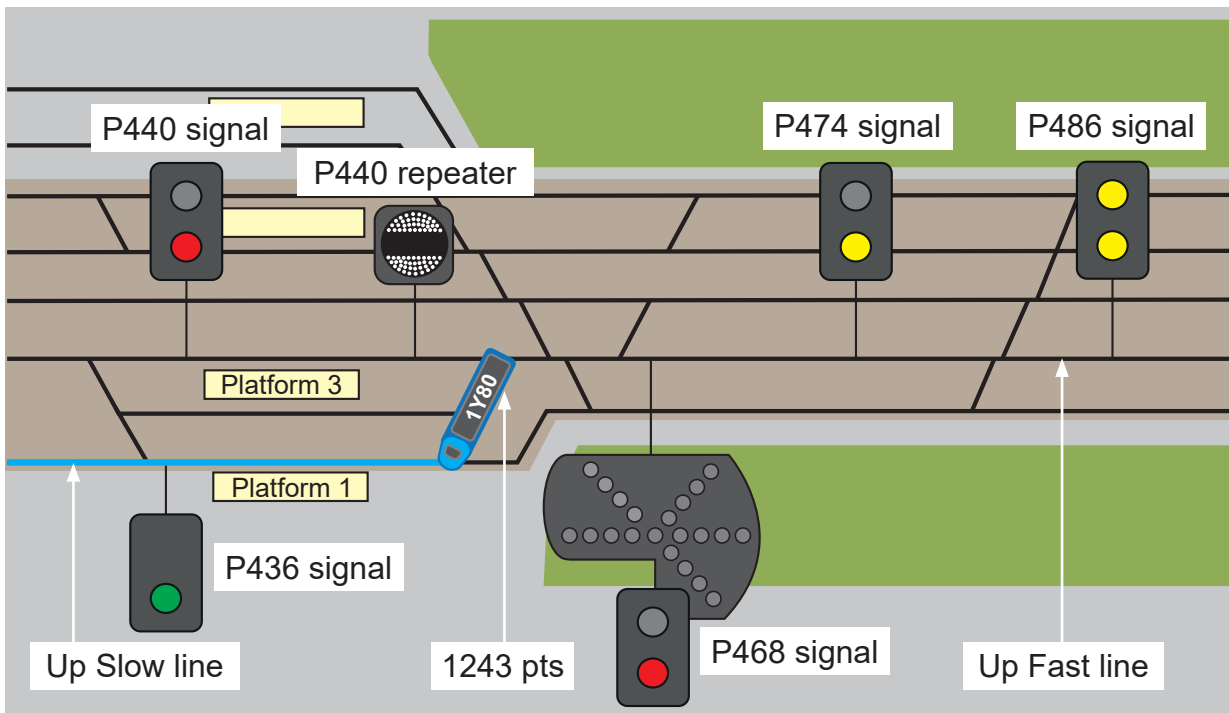 P440 signal
P440 repeater
P474 signal
P486 signal
Platform 3
1Y80
Platform 1
P436 signal
P468 signal
Up Slow line
1243 pts
Up Fast line